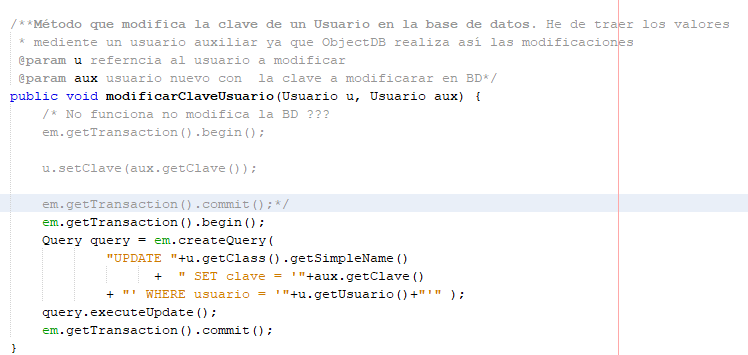 /**Método que modifica la clave de un Usuario en la base de datos. He de traer los valores
* mediente un usuario auxiliar ya que ObjectDB realiza así las modificaciones
@param u referncia al usuario a modificar
@param aux usuario nuevo con  la clave a modificarar en BD*/
public void modificarClaveUsuario(Usuario u, Usuario aux) {
/* No funciona no modifica la BD ???
em.getTransaction().begin();
u.setClave(aux.getClave());
em.getTransaction().commit();*/
em.getTransaction().begin();
Query query = em.createQuery(
"UPDATE "+u.getClass().getSimpleName()
+  " SET clave = '"+aux.getClave()
+ "' WHERE usuario = '"+u.getUsuario()+"'" );
query.executeUpdate();
em.getTransaction().commit();
}